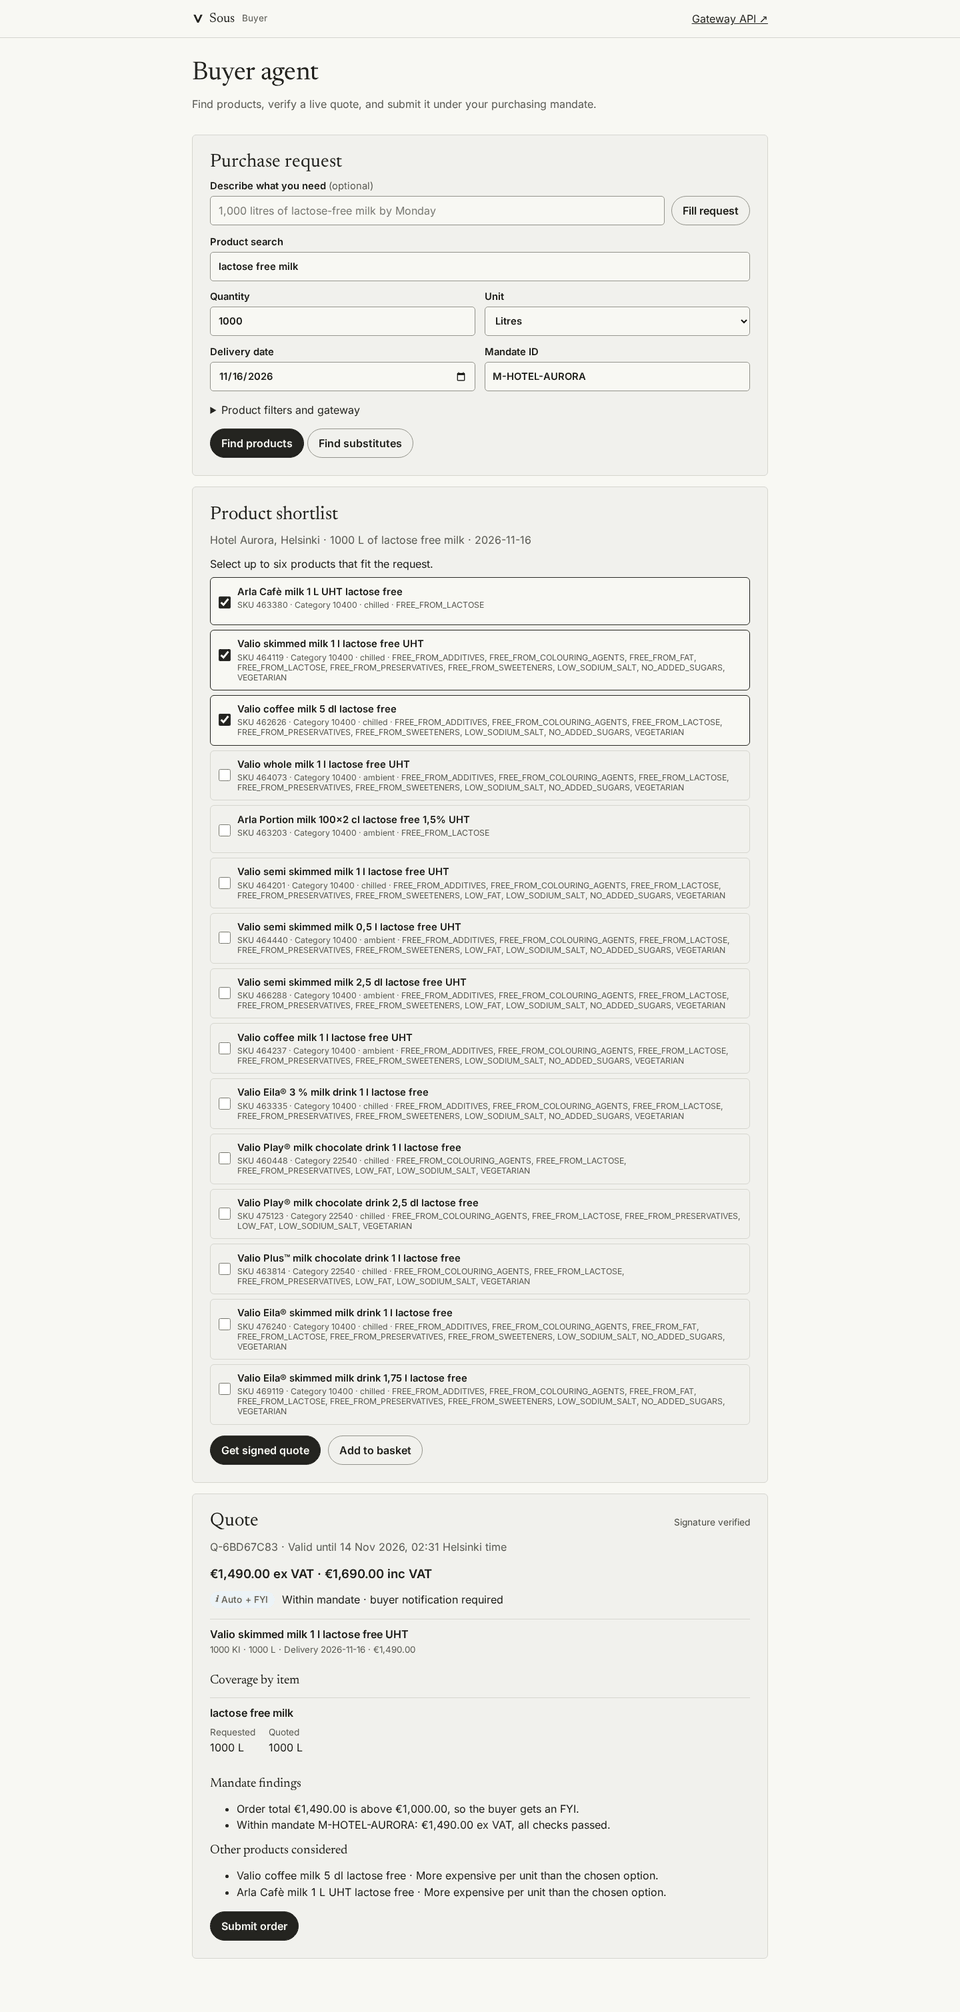 Sous Buyer
Gateway API ↗
Buyer agent
Find products, verify a live quote, and submit it under your purchasing mandate.
Purchase request
Describe what you need (optional)
1,000 litres of lactose-free milk by Monday
Fill request
Product search
lactose free milk
Quantity
Unit
1000
Litres
Delivery date
Mandate ID
11/16/2026
M-HOTEL-AURORA
▶ Product filters and gateway
Find products
Find substitutes
Product shortlist
Hotel Aurora, Helsinki · 1000 L of lactose free milk · 2026-11-16
Select up to six products that fit the request.
Arla Cafè milk 1 L UHT lactose free
SKU 463380 · Category 10400 · chilled · FREE_FROM_LACTOSE
Valio skimmed milk 1 l lactose free UHT
SKU 464119 · Category 10400 · chilled · FREE_FROM_ADDITIVES, FREE_FROM_COLOURING_AGENTS, FREE_FROM_FAT,
FREE_FROM_LACTOSE, FREE_FROM_PRESERVATIVES, FREE_FROM_SWEETENERS, LOW_SODIUM_SALT, NO_ADDED_SUGARS,
VEGETARIAN
Valio coffee milk 5 dl lactose free
SKU 462626 · Category 10400 · chilled · FREE_FROM_ADDITIVES, FREE_FROM_COLOURING_AGENTS, FREE_FROM_LACTOSE,
FREE_FROM_PRESERVATIVES, FREE_FROM_SWEETENERS, LOW_SODIUM_SALT, NO_ADDED_SUGARS, VEGETARIAN
Valio whole milk 1 l lactose free UHT
SKU 464073 · Category 10400 · ambient · FREE_FROM_ADDITIVES, FREE_FROM_COLOURING_AGENTS, FREE_FROM_LACTOSE,
FREE_FROM_PRESERVATIVES, FREE_FROM_SWEETENERS, LOW_SODIUM_SALT, NO_ADDED_SUGARS, VEGETARIAN
Arla Portion milk 100×2 cl lactose free 1,5% UHT
SKU 463203 · Category 10400 · ambient · FREE_FROM_LACTOSE
Valio semi skimmed milk 1 l lactose free UHT
SKU 464201 · Category 10400 · chilled · FREE_FROM_ADDITIVES, FREE_FROM_COLOURING_AGENTS, FREE_FROM_LACTOSE,
FREE_FROM_PRESERVATIVES, FREE_FROM_SWEETENERS, LOW_FAT, LOW_SODIUM_SALT, NO_ADDED_SUGARS, VEGETARIAN
Valio semi skimmed milk 0,5 l lactose free UHT
SKU 464440 · Category 10400 · ambient · FREE_FROM_ADDITIVES, FREE_FROM_COLOURING_AGENTS, FREE_FROM_LACTOSE,
FREE_FROM_PRESERVATIVES, FREE_FROM_SWEETENERS, LOW_FAT, LOW_SODIUM_SALT, NO_ADDED_SUGARS, VEGETARIAN
Valio semi skimmed milk 2,5 dl lactose free UHT
SKU 466288 · Category 10400 · ambient · FREE_FROM_ADDITIVES, FREE_FROM_COLOURING_AGENTS, FREE_FROM_LACTOSE,
FREE_FROM_PRESERVATIVES, FREE_FROM_SWEETENERS, LOW_FAT, LOW_SODIUM_SALT, NO_ADDED_SUGARS, VEGETARIAN
Valio coffee milk 1 l lactose free UHT
SKU 464237 · Category 10400 · ambient · FREE_FROM_ADDITIVES, FREE_FROM_COLOURING_AGENTS, FREE_FROM_LACTOSE,
FREE_FROM_PRESERVATIVES, FREE_FROM_SWEETENERS, LOW_SODIUM_SALT, NO_ADDED_SUGARS, VEGETARIAN
Valio Eila® 3 % milk drink 1 l lactose free
SKU 463335 · Category 10400 · chilled · FREE_FROM_ADDITIVES, FREE_FROM_COLOURING_AGENTS, FREE_FROM_LACTOSE,
FREE_FROM_PRESERVATIVES, FREE_FROM_SWEETENERS, LOW_SODIUM_SALT, NO_ADDED_SUGARS, VEGETARIAN
Valio Play® milk chocolate drink 1 l lactose free
SKU 460448 · Category 22540 · chilled · FREE_FROM_COLOURING_AGENTS, FREE_FROM_LACTOSE,
FREE_FROM_PRESERVATIVES, LOW_FAT, LOW_SODIUM_SALT, VEGETARIAN
Valio Play® milk chocolate drink 2,5 dl lactose free
SKU 475123 · Category 22540 · chilled · FREE_FROM_COLOURING_AGENTS, FREE_FROM_LACTOSE, FREE_FROM_PRESERVATIVES,
LOW_FAT, LOW_SODIUM_SALT, VEGETARIAN
Valio Plus™ milk chocolate drink 1 l lactose free
SKU 463814 · Category 22540 · chilled · FREE_FROM_COLOURING_AGENTS, FREE_FROM_LACTOSE,
FREE_FROM_PRESERVATIVES, LOW_FAT, LOW_SODIUM_SALT, VEGETARIAN
Valio Eila® skimmed milk drink 1 l lactose free
SKU 476240 · Category 10400 · chilled · FREE_FROM_ADDITIVES, FREE_FROM_COLOURING_AGENTS, FREE_FROM_FAT,
FREE_FROM_LACTOSE, FREE_FROM_PRESERVATIVES, FREE_FROM_SWEETENERS, LOW_SODIUM_SALT, NO_ADDED_SUGARS,
VEGETARIAN
Valio Eila® skimmed milk drink 1,75 l lactose free
SKU 469119 · Category 10400 · chilled · FREE_FROM_ADDITIVES, FREE_FROM_COLOURING_AGENTS, FREE_FROM_FAT,
FREE_FROM_LACTOSE, FREE_FROM_PRESERVATIVES, FREE_FROM_SWEETENERS, LOW_SODIUM_SALT, NO_ADDED_SUGARS,
VEGETARIAN
Get signed quote
Add to basket
Quote
Signature verified
Q-6BD67C83 · Valid until 14 Nov 2026, 02:31 Helsinki time
€1,490.00 ex VAT · €1,690.00 inc VAT
i Auto + FYI
Within mandate · buyer notification required
Valio skimmed milk 1 l lactose free UHT
1000 KI · 1000 L · Delivery 2026-11-16 · €1,490.00
Coverage by item
lactose free milk
Requested
Quoted
1000 L
1000 L
Mandate findings
• Order total €1,490.00 is above €1,000.00, so the buyer gets an FYI.
• Within mandate M-HOTEL-AURORA: €1,490.00 ex VAT, all checks passed.
Other products considered
• Valio coffee milk 5 dl lactose free · More expensive per unit than the chosen option.
• Arla Cafè milk 1 L UHT lactose free · More expensive per unit than the chosen option.
Submit order